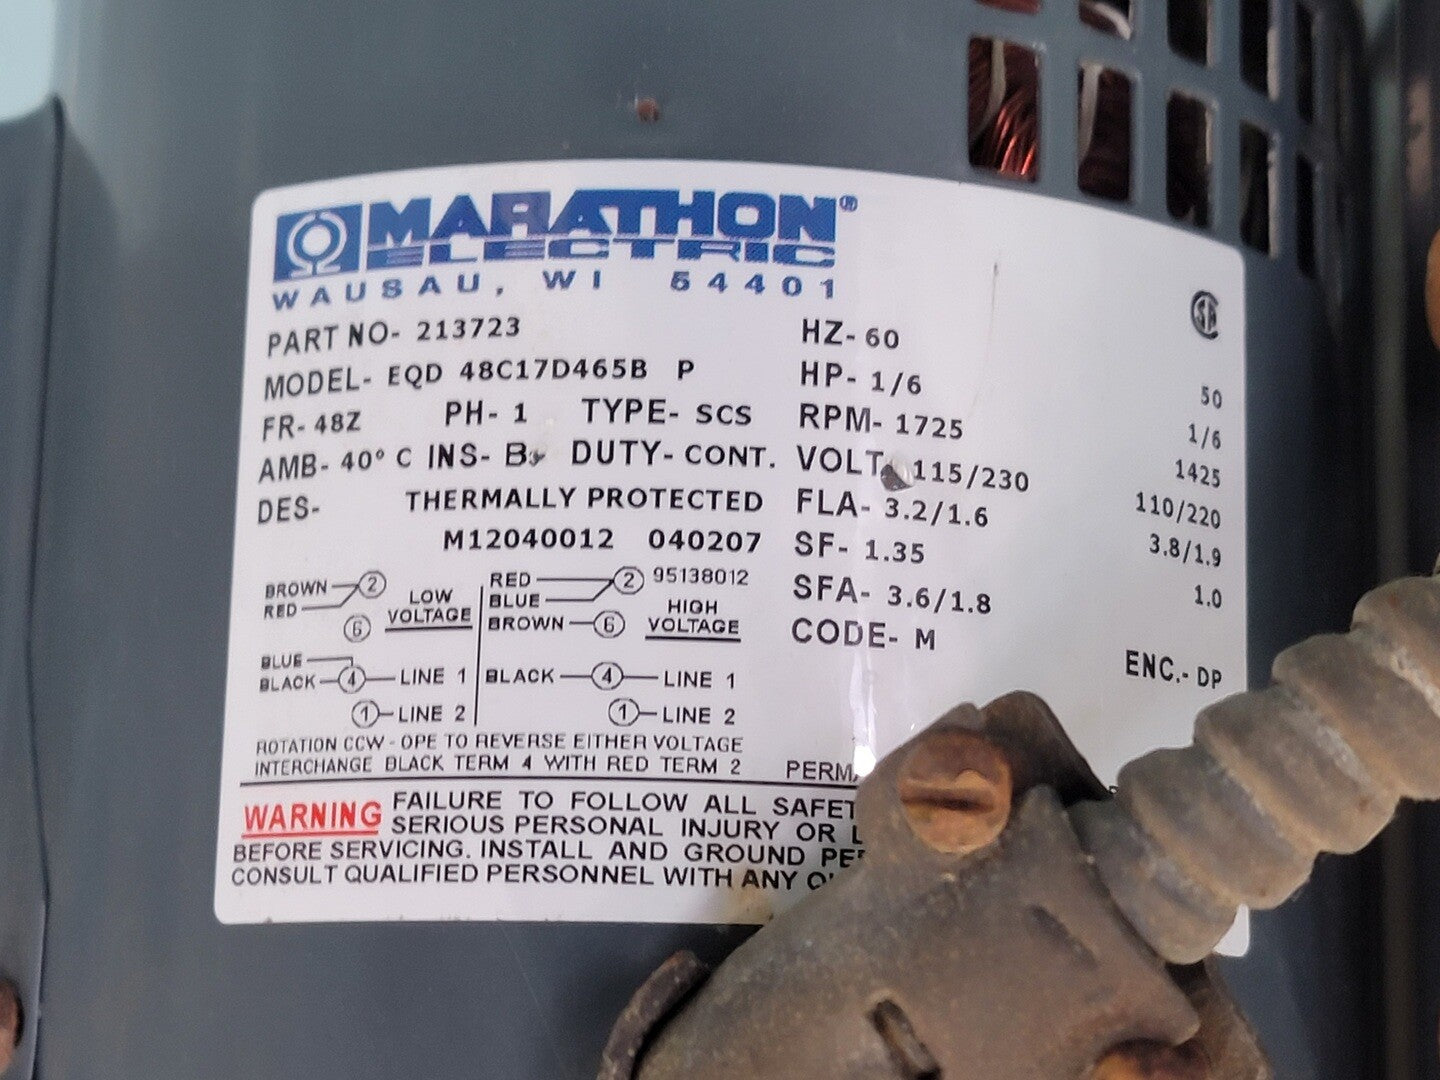 MARATHON®
ELECTRIC
WAUSAU, WI 54401
PART NO- 213723
MODEL- EQD 48C17D465B P
FR- 48Z PH- 1 TYPE- SCS
AMB- 40° C INS- B DUTY- CONT.
DES- THERMALLY PROTECTED
M12040012 040207
HZ- 60 50
HP- 1/6 1/6
RPM- 1725 1425
VOLT 115/230 110/220
FLA- 3.2/1.6 3.8/1.9
SF- 1.35 1.0
SFA- 3.6/1.8
CODE- M ENC.- DP
BROWN 2
RED
6
LOW
VOLTAGE
BLUE
BLACK 4 LINE 1
1 LINE 2
RED 2 95138012
BLUE
BROWN 6
HIGH
VOLTAGE
BLACK 4 LINE 1
1 LINE 2
ROTATION CCW - OPE TO REVERSE EITHER VOLTAGE
INTERCHANGE BLACK TERM 4 WITH RED TERM 2
WARNING FAILURE TO FOLLOW ALL
SERIOUS PERSONAL INJURY OR
BEFORE SERVICING. INSTALL AND GROUND
CONSULT QUALIFIED PERSONNEL WITH ANY